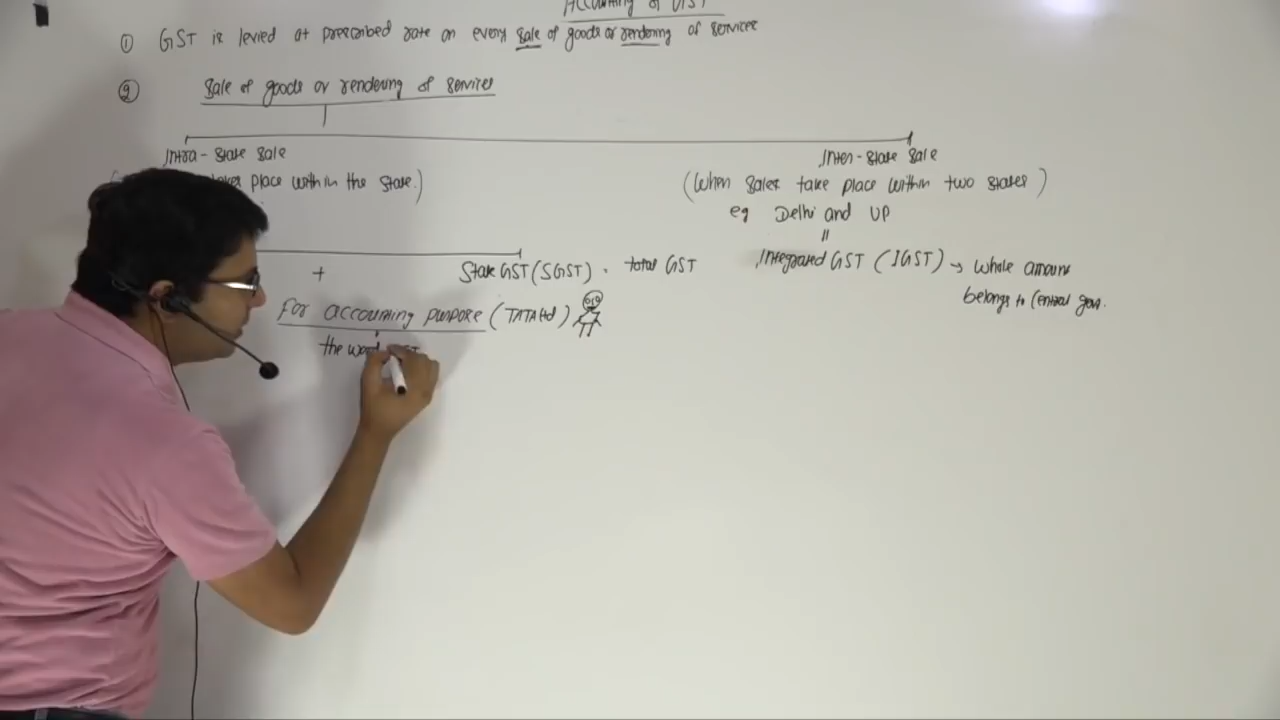 Accounting of GST
① GST is levied at prescribed rate on every sale of goods or rendering of services
② Sale of goods or rendering of services
Intra-State Sale
place within the state.)
Inter-State Sale
(When sales take place within two states)
eg Delhi and UP
+ State GST (SGST) = total GST
Integrated GST (IGST) → Whole amount
belongs to Central govt.
For accounting purpose (TATA ltd)
the word